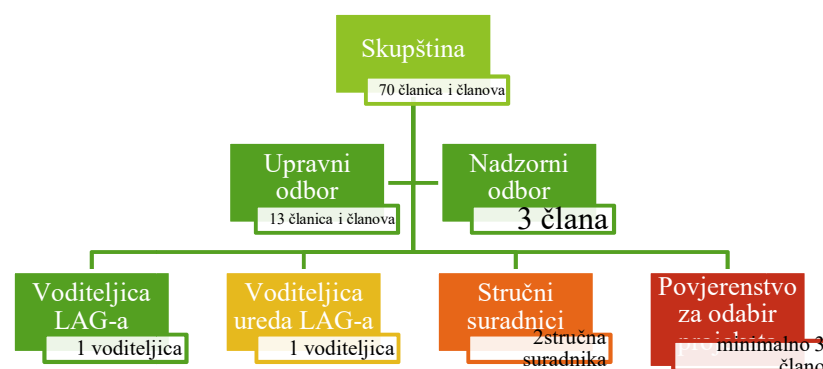 Skupština
70 članica i članova
Upravni
odbor
13 članica i članova
Nadzorni
odbor
3 člana
Voditeljica
LAG-a
1 voditeljica
Voditeljica
ureda LAG-a
1 voditeljica
Stručni
suradnici
2stručna
suradnika
Povjerenstvo
za odabir
minimalno 3